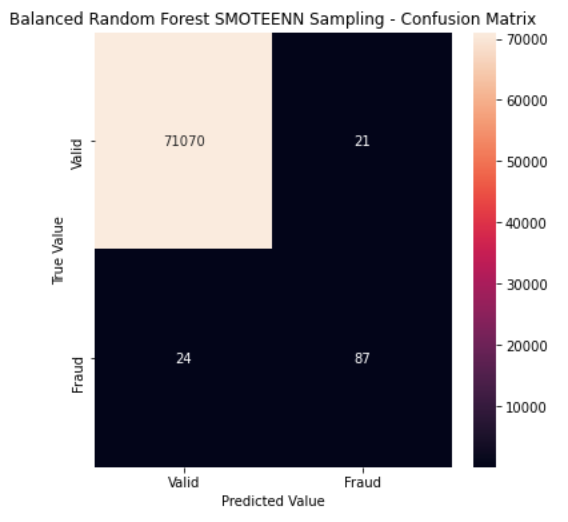 Balanced Random Forest SMOTEENN Sampling - Confusion Matrix
70000
60000
50000
40000
30000
20000
10000
True Value
Valid
Fraud
71070
21
24
87
Valid
Fraud
Predicted Value